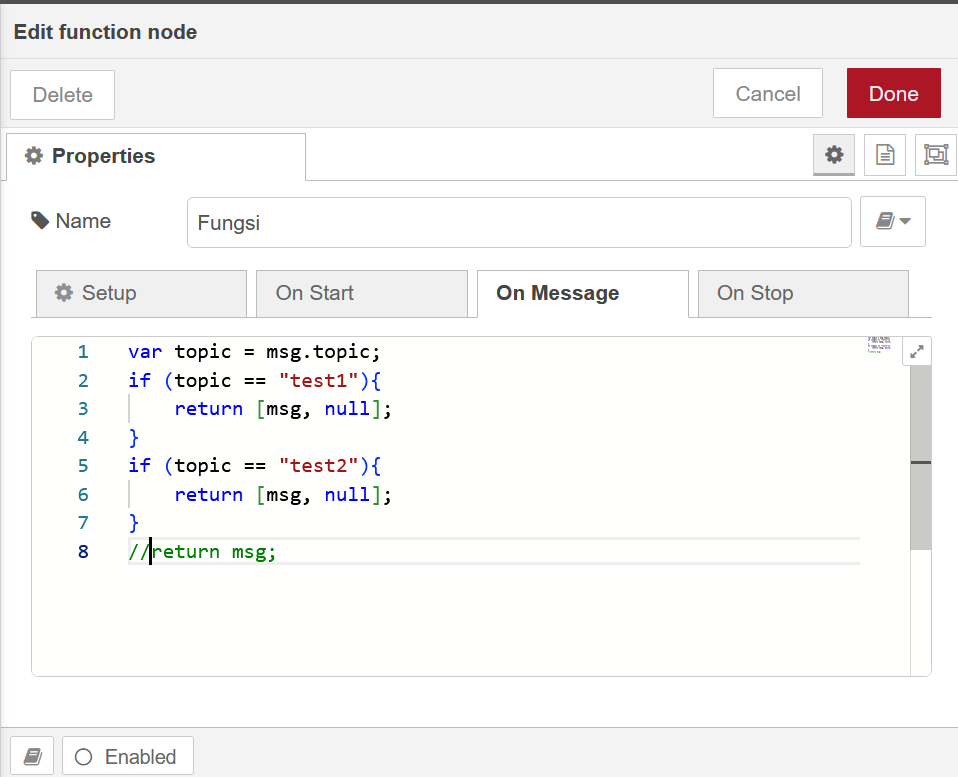 Edit function node
Delete
Cancel
Done
Properties
Name
Fungsi
Setup
On Start
On Message
On Stop
1 var topic = msg.topic;
2 if (topic == "test1"){
3 return [msg, null];
4 }
5 if (topic == "test2"){
6 return [msg, null];
7 }
8 //return msg;
Enabled